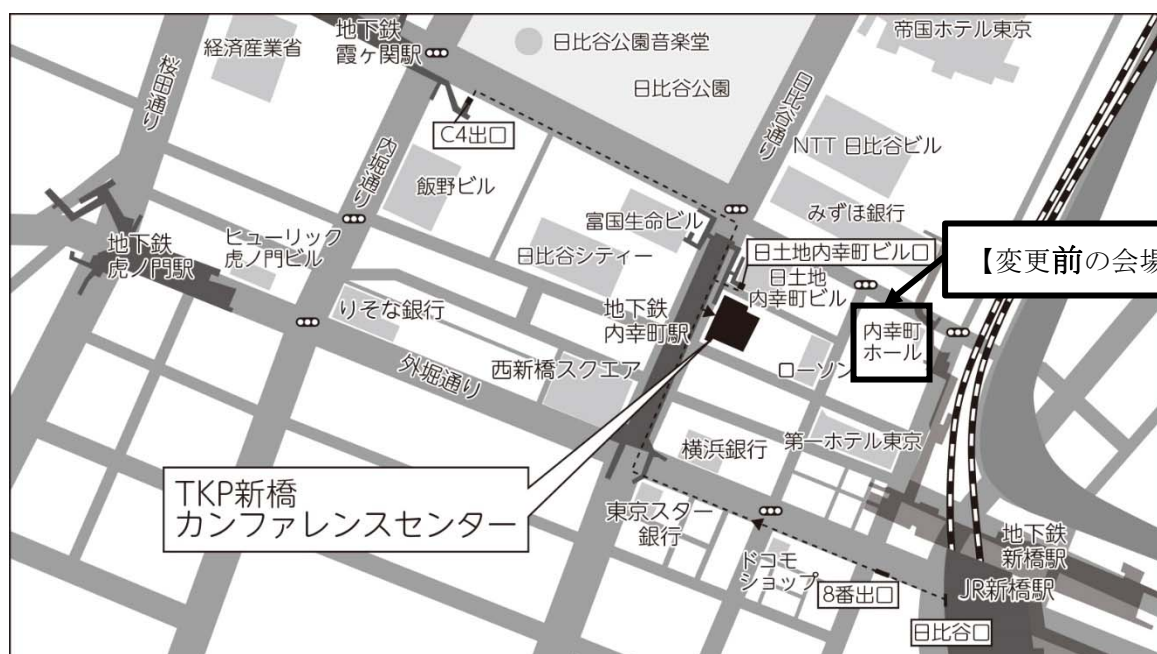 地下鉄
霞ヶ関駅
経済産業省
桜田通り
日比谷公園音楽堂
日比谷公園
帝国ホテル東京
日比谷通り
C4出口
内堀通り
飯野ビル
NTT 日比谷ビル
みずほ銀行
富国生命ビル
日比谷シティー
日土地内幸町ビル口
日土地
内幸町ビル
【変更前の会場
地下鉄
虎ノ門駅
ヒューリック
虎ノ門ビル
りそな銀行
地下鉄
内幸町駅
内幸町
ホール
ローソン
西新橋スクエア
外堀通り
横浜銀行
第一ホテル東京
TKP新橋
カンファレンスセンター
東京スター
銀行
ドコモ
ショップ
8番出口
地下鉄
新橋駅
JR新橋駅
日比谷口